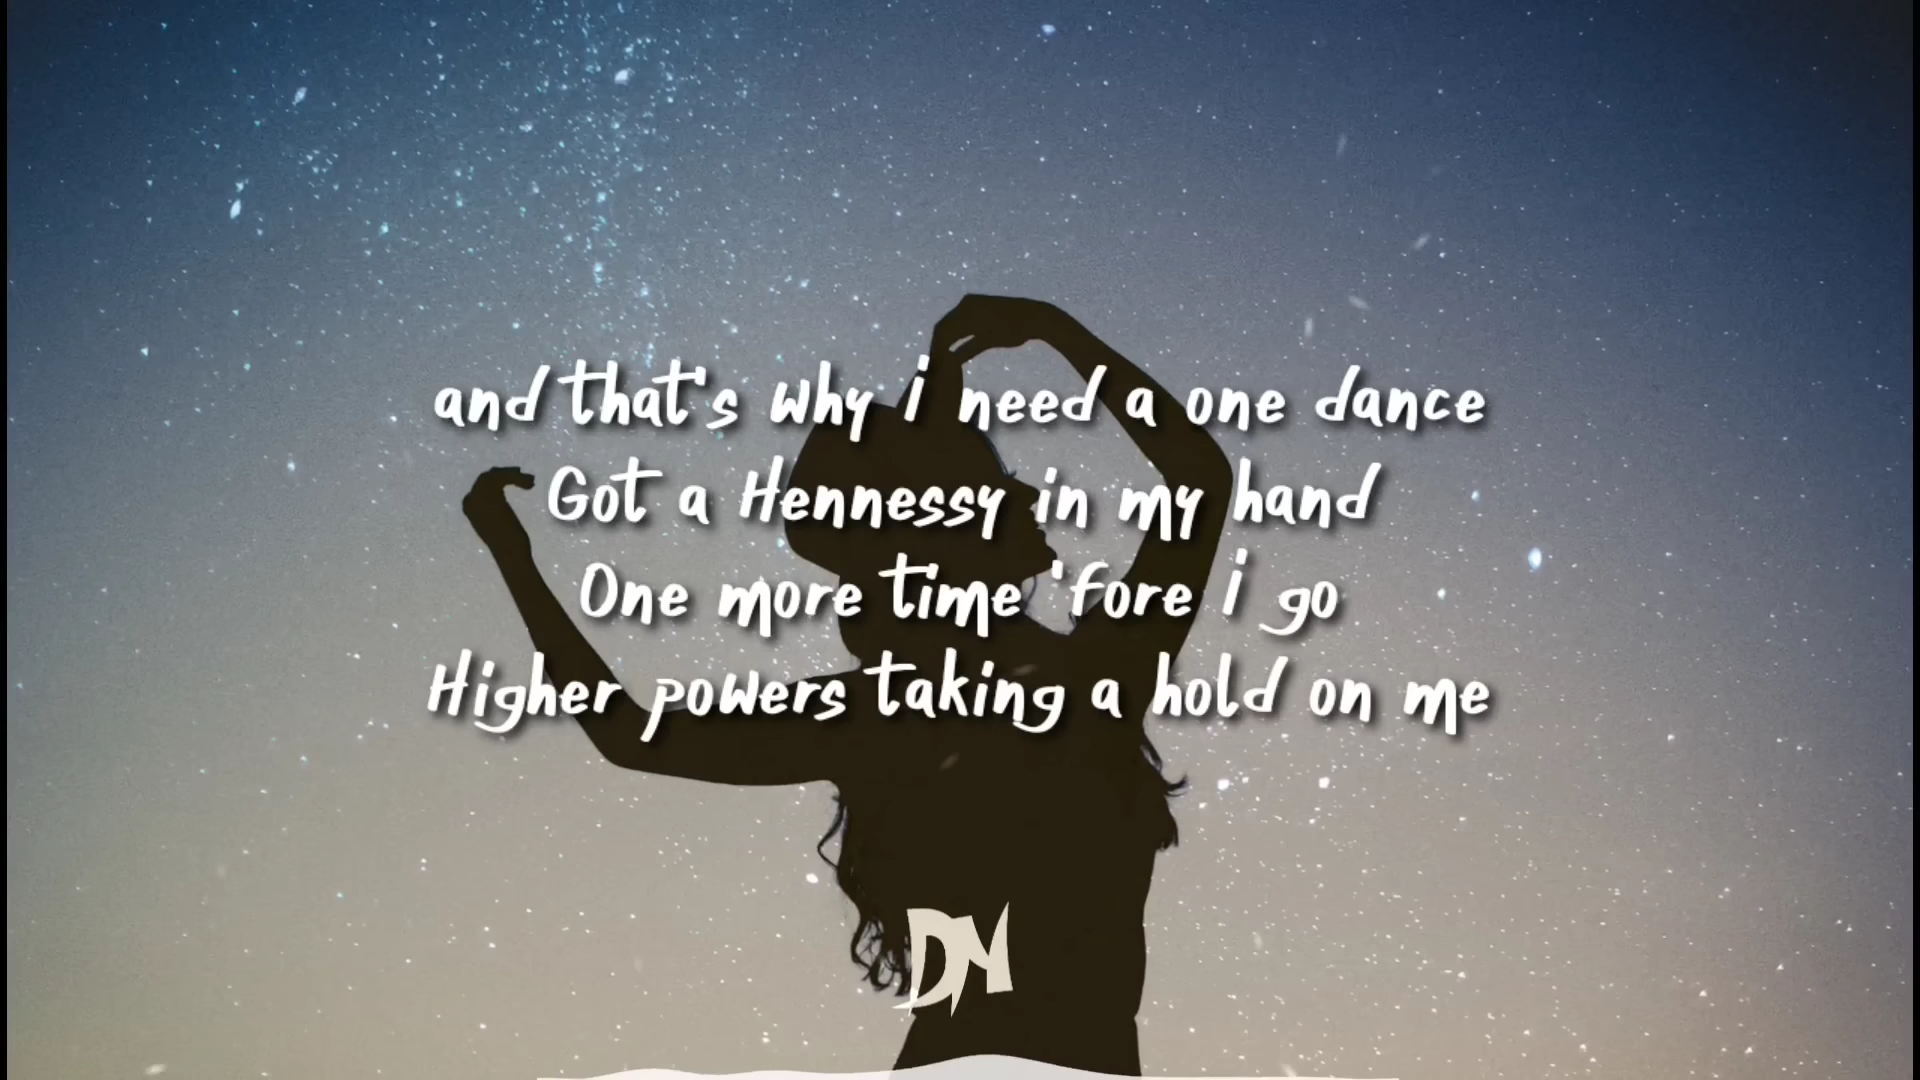 and that's why i need a one dance
Got a Hennessy in my hand
One more time 'fore i go
Higher powers taking a hold on me
DM